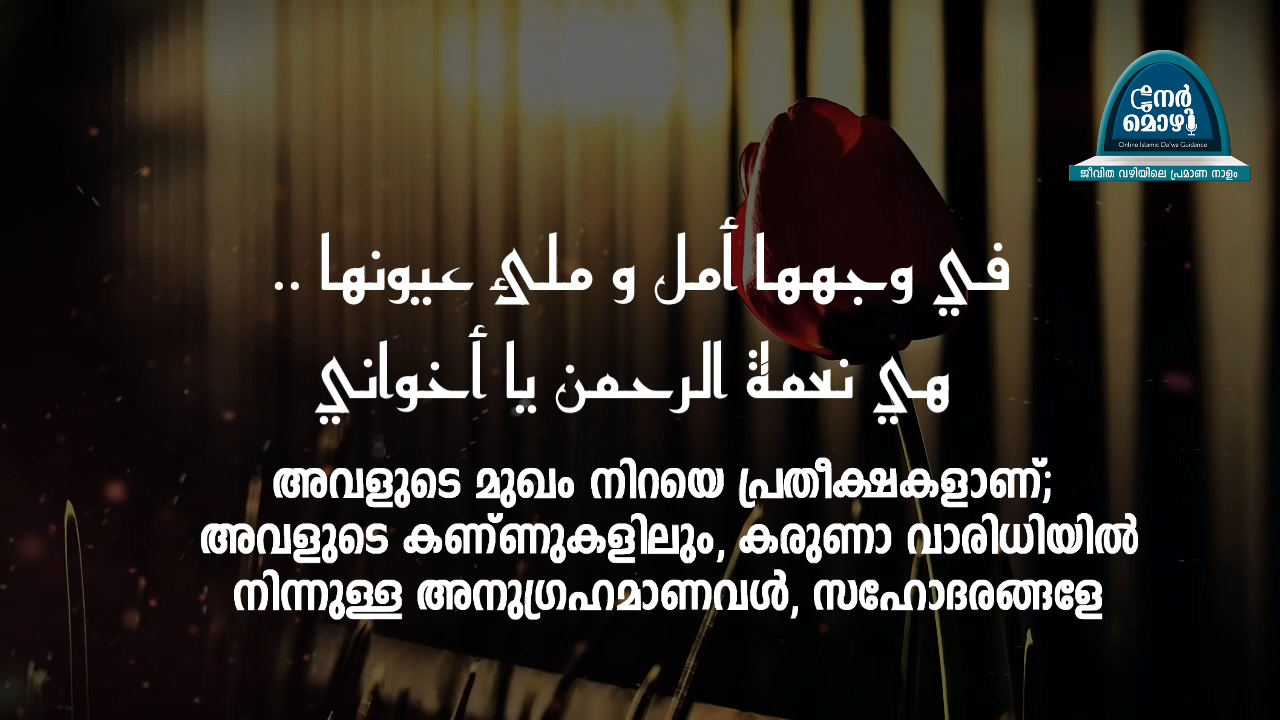 നേർ
മൊഴി
Online Islamic Da'wa Guidance
ജീവിത വഴിയിലെ പ്രമാണ നാളം
في وجهها أمل و ملئ عيونها ..
هي نعمة الرحمن يا أخواني
അവളുടെ മുഖം നിറയെ പ്രതീക്ഷകളാണ്;
അവളുടെ കണ്ണുകളിലും, കരുണാ വാരിധിയിൽ
നിന്നുള്ള അനുഗ്രഹമാണവൾ, സഹോദരങ്ങളേ